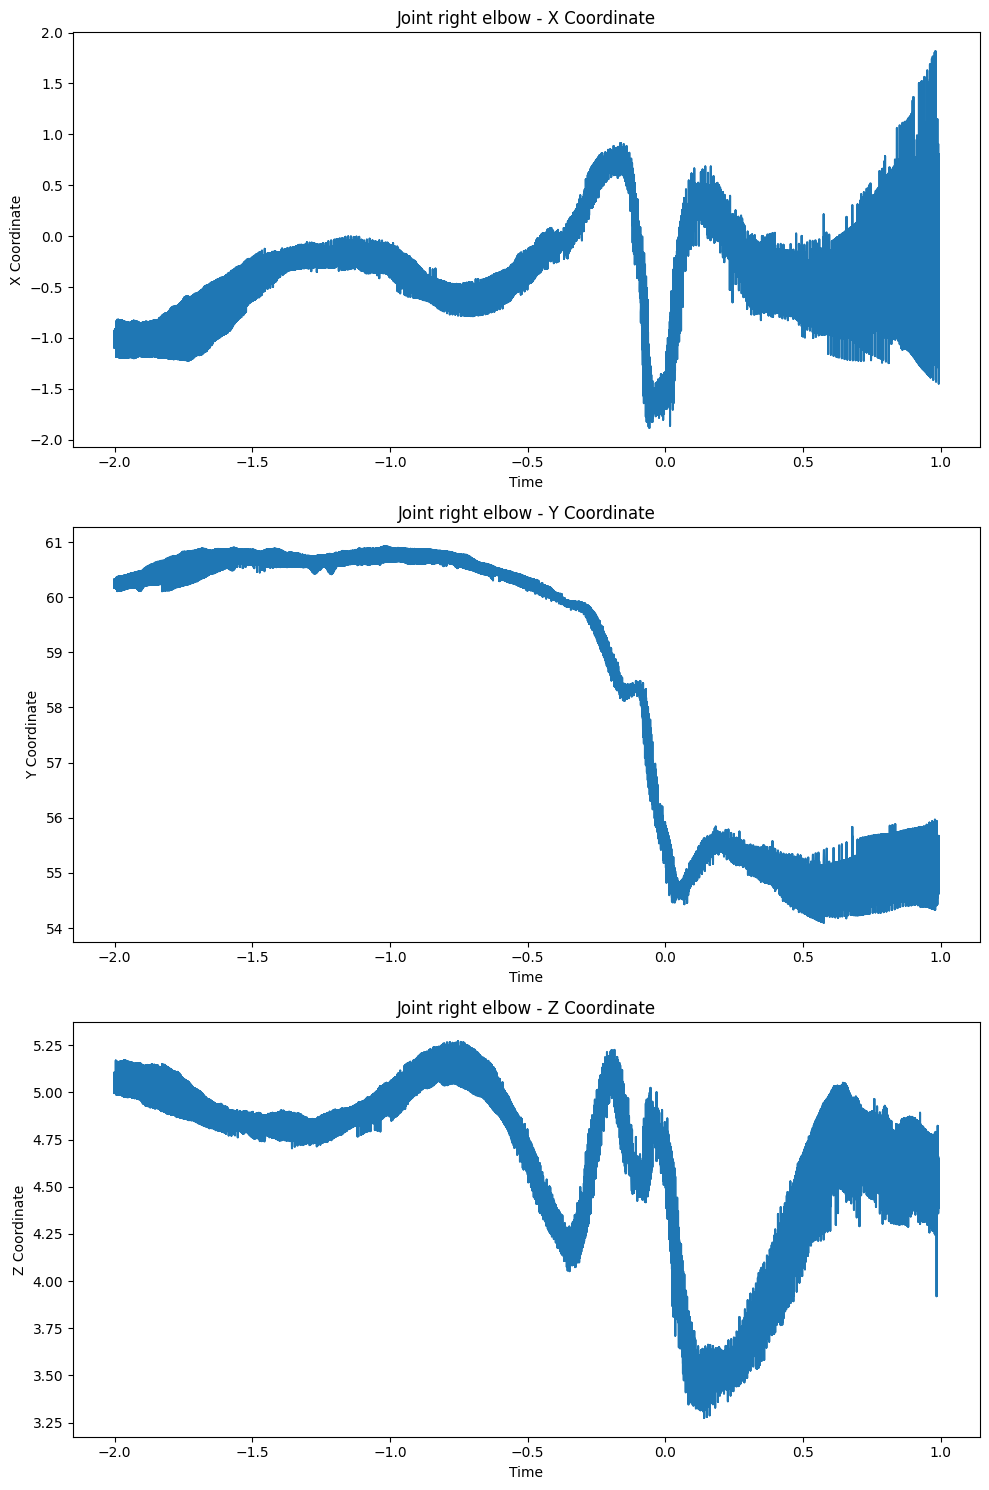 Joint right elbow - X Coordinate
X Coordinate
2.0
1.5
1.0
0.5
0.0
−0.5
−1.0
−1.5
−2.0
−2.0 −1.5 −1.0 −0.5 0.0 0.5 1.0
Time
Joint right elbow - Y Coordinate
Y Coordinate
61
60
59
58
57
56
55
54
−2.0 −1.5 −1.0 −0.5 0.0 0.5 1.0
Time
Joint right elbow - Z Coordinate
Z Coordinate
5.25
5.00
4.75
4.50
4.25
4.00
3.75
3.50
3.25
−2.0 −1.5 −1.0 −0.5 0.0 0.5 1.0
Time